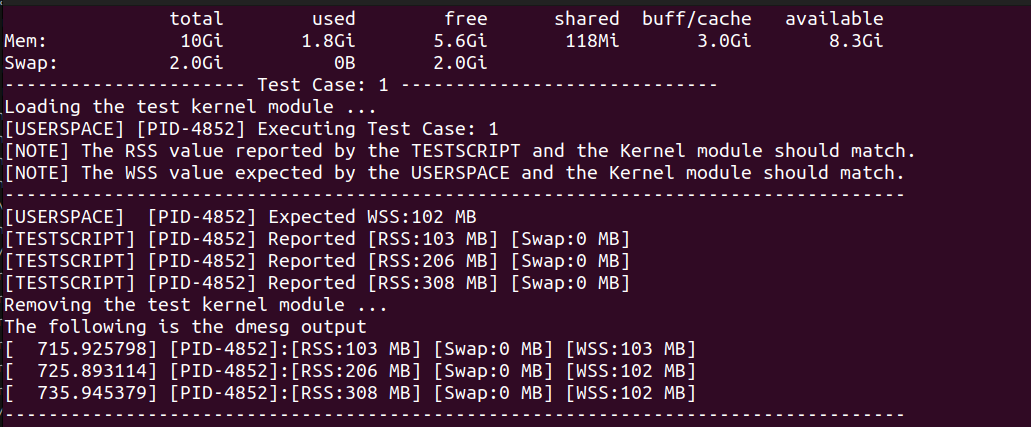 total used free shared buff/cache available
Mem: 10Gi 1.8Gi 5.6Gi 118Mi 3.0Gi 8.3Gi
Swap: 2.0Gi 0B 2.0Gi
---------------------- Test Case: 1 -----------------------------
Loading the test kernel module ...
[USERSPACE] [PID-4852] Executing Test Case: 1
[NOTE] The RSS value reported by the TESTSCRIPT and the Kernel module should match.
[NOTE] The WSS value expected by the USERSPACE and the Kernel module should match.
-----------------------------------------------------------------------------------
[USERSPACE]  [PID-4852] Expected WSS:102 MB
[TESTSCRIPT] [PID-4852] Reported [RSS:103 MB] [Swap:0 MB]
[TESTSCRIPT] [PID-4852] Reported [RSS:206 MB] [Swap:0 MB]
[TESTSCRIPT] [PID-4852] Reported [RSS:308 MB] [Swap:0 MB]
Removing the test kernel module ...
The following is the dmesg output
[  715.925798] [PID-4852]:[RSS:103 MB] [Swap:0 MB] [WSS:103 MB]
[  725.893114] [PID-4852]:[RSS:206 MB] [Swap:0 MB] [WSS:102 MB]
[  735.945379] [PID-4852]:[RSS:308 MB] [Swap:0 MB] [WSS:102 MB]
-----------------------------------------------------------------------------------